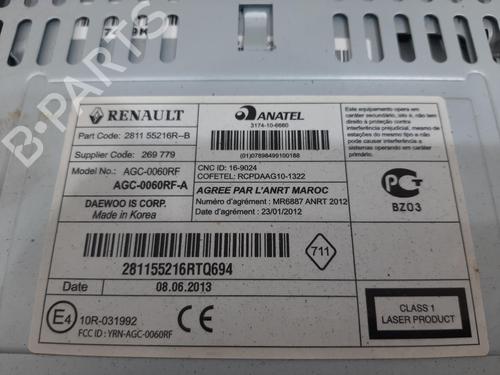 RENAULT
Part Code: 2811 55216R--B
Supplier Code: 269 779
Model No.: AGC-0060RF
AGC-0060RF-A
DAEWOO IS CORP.
Made in Korea
ANATEL
3174-10-6660
(01)07898499100188
CNC ID: 16-9024
COFETEL: RCPDAAG10-1322
AGREE PAR L'ANRT MAROC
Numéro d'agrément : MR6887 ANRT 2012
Date d'agrément : 23/01/2012
Este equipamento opera em
caráter secundário, isto é, não
tem direito à proteção contra
interferência prejudicial, mesmo
de estações do mesmo tipo, e
não pode causar interferência a
sistemas operando em caráter
primário.
BZ03
281155216RTQ694
711
Date 08.06.2013
E4 10R-031992
FCC ID : YRN-AGC-0060RF
CE
CLASS 1
LASER PRODUCT
B-PARTS